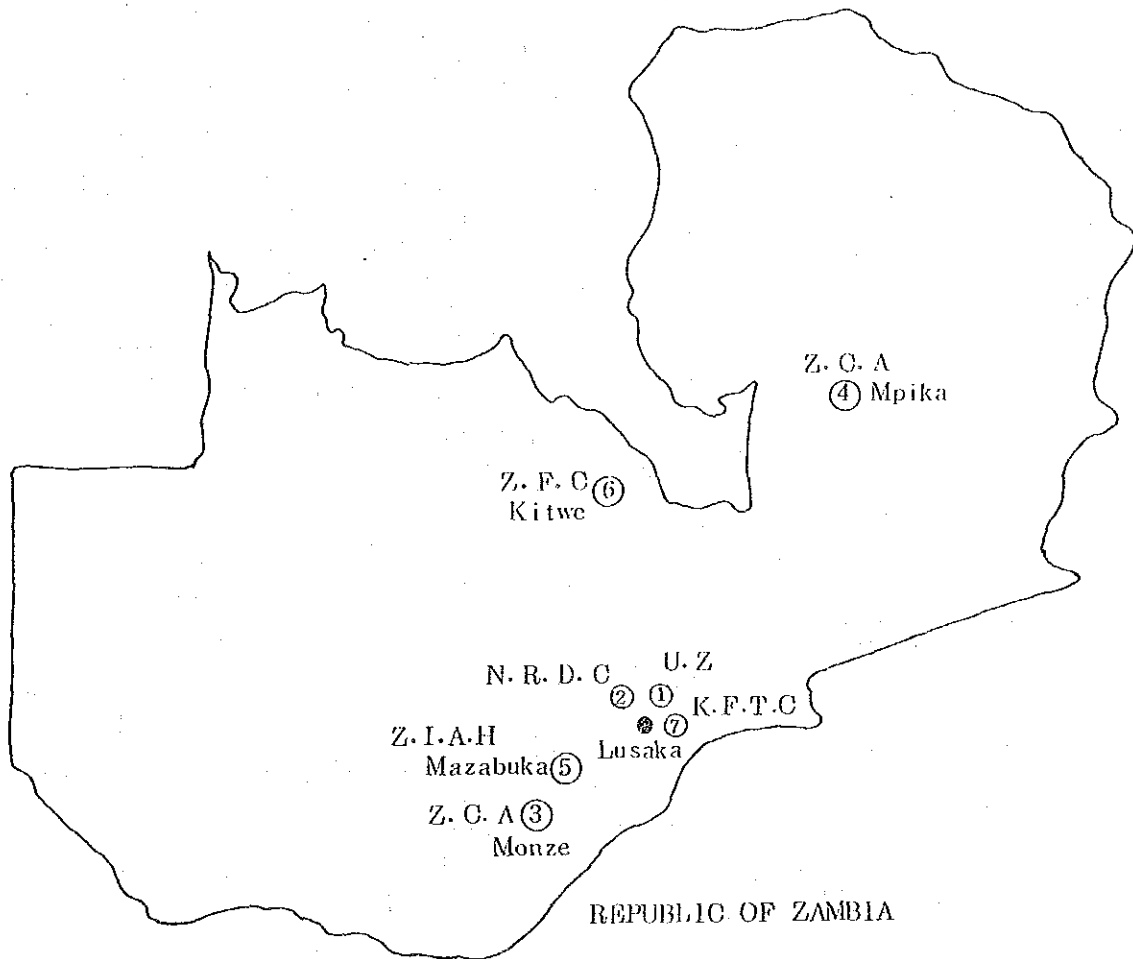 Z. C. A
④ Mpika
Z. F. C ⑥
Kitwe
U. Z
N. R. D. C ② ①
⑦ K. F. T. C
Lusaka
Z. I. A. H
Mazabuka ⑤
Z. C. A ③
Monze
REPUBLIC OF ZAMBIA